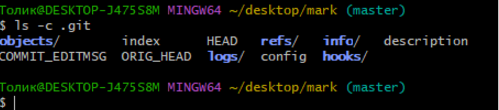 Толик@DESKTOP-J475S8M MINGW64 ~/desktop/mark (master)
$ ls -c .git
objects/ index HEAD refs/ info/ description
COMMIT_EDITMSG ORIG_HEAD logs/ config hooks/
Толик@DESKTOP-J475S8M MINGW64 ~/desktop/mark (master)
$